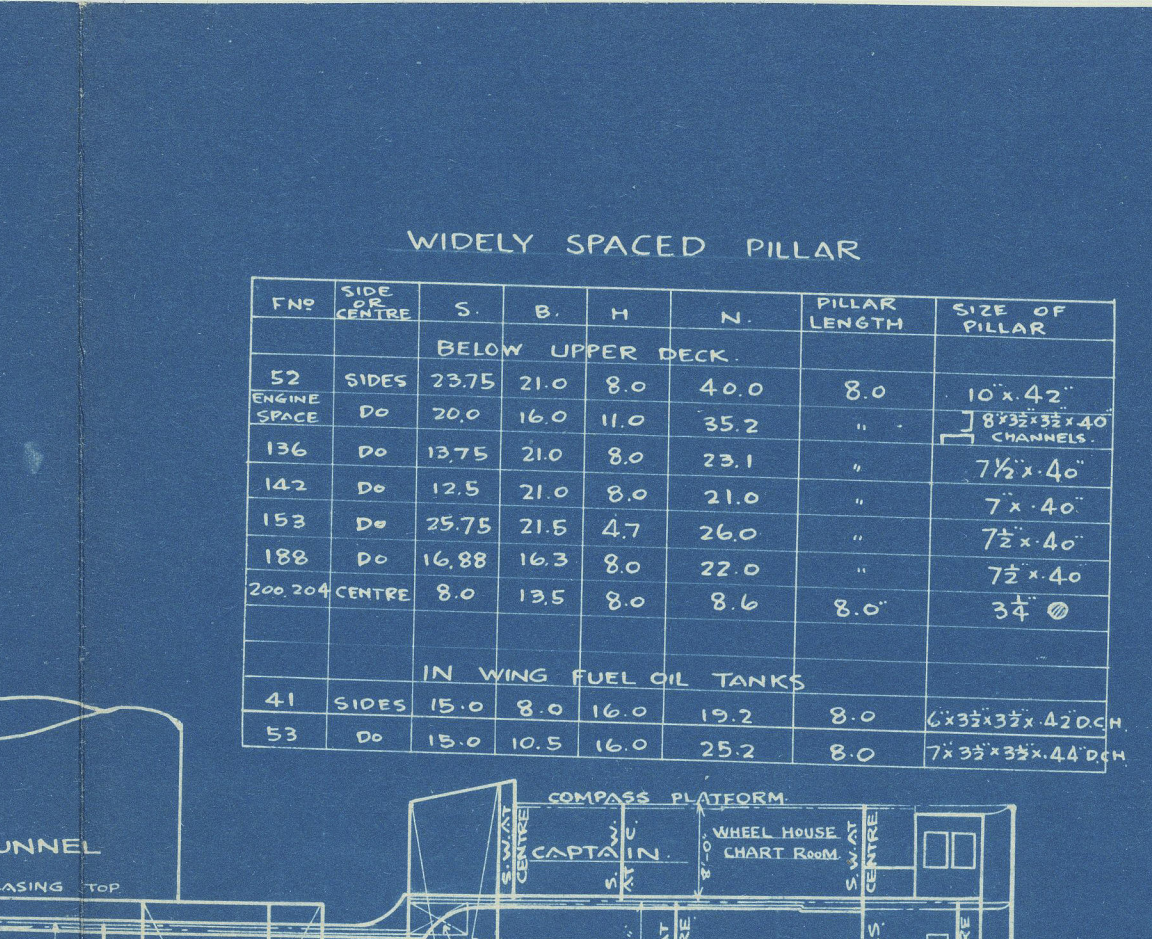 WIDELY SPACED PILLAR
FNº SIDE OR CENTRE S. B. H N. PILLAR LENGTH SIZE OF PILLAR
BELOW UPPER DECK.
52 SIDES 23.75 21.0 8.0 40.0 8.0 10"x.42"
ENGINE SPACE Do 20.0 16.0 11.0 35.2 " 8"x3½"x3½"x.40" CHANNELS.
136 Do 13.75 21.0 8.0 23.1 " 7½"x.40"
142 Do 12.5 21.0 8.0 21.0 " 7"x.40"
153 Do 25.75 21.5 4.7 26.0 " 7½"x.40"
188 Do 16.88 16.3 8.0 22.0 " 7½"x.40
200.204 CENTRE 8.0 13.5 8.0 8.6 8.0" 3¼"
IN WING FUEL OIL TANKS
41 SIDES 15.0 8.0 16.0 19.2 8.0 6"x3½"x3½"x.42"D.CH.
53 Do 15.0 10.5 16.0 25.2 8.0 7"x3½"x3½"x.44"D.CH.
COMPASS PLATFORM.
S.W.AT CENTRE
CAPTAIN.
S.W. AT C.
8'-0"
WHEEL HOUSE
CHART ROOM.
S.W.AT CENTRE
UNNEL
ASING TOP